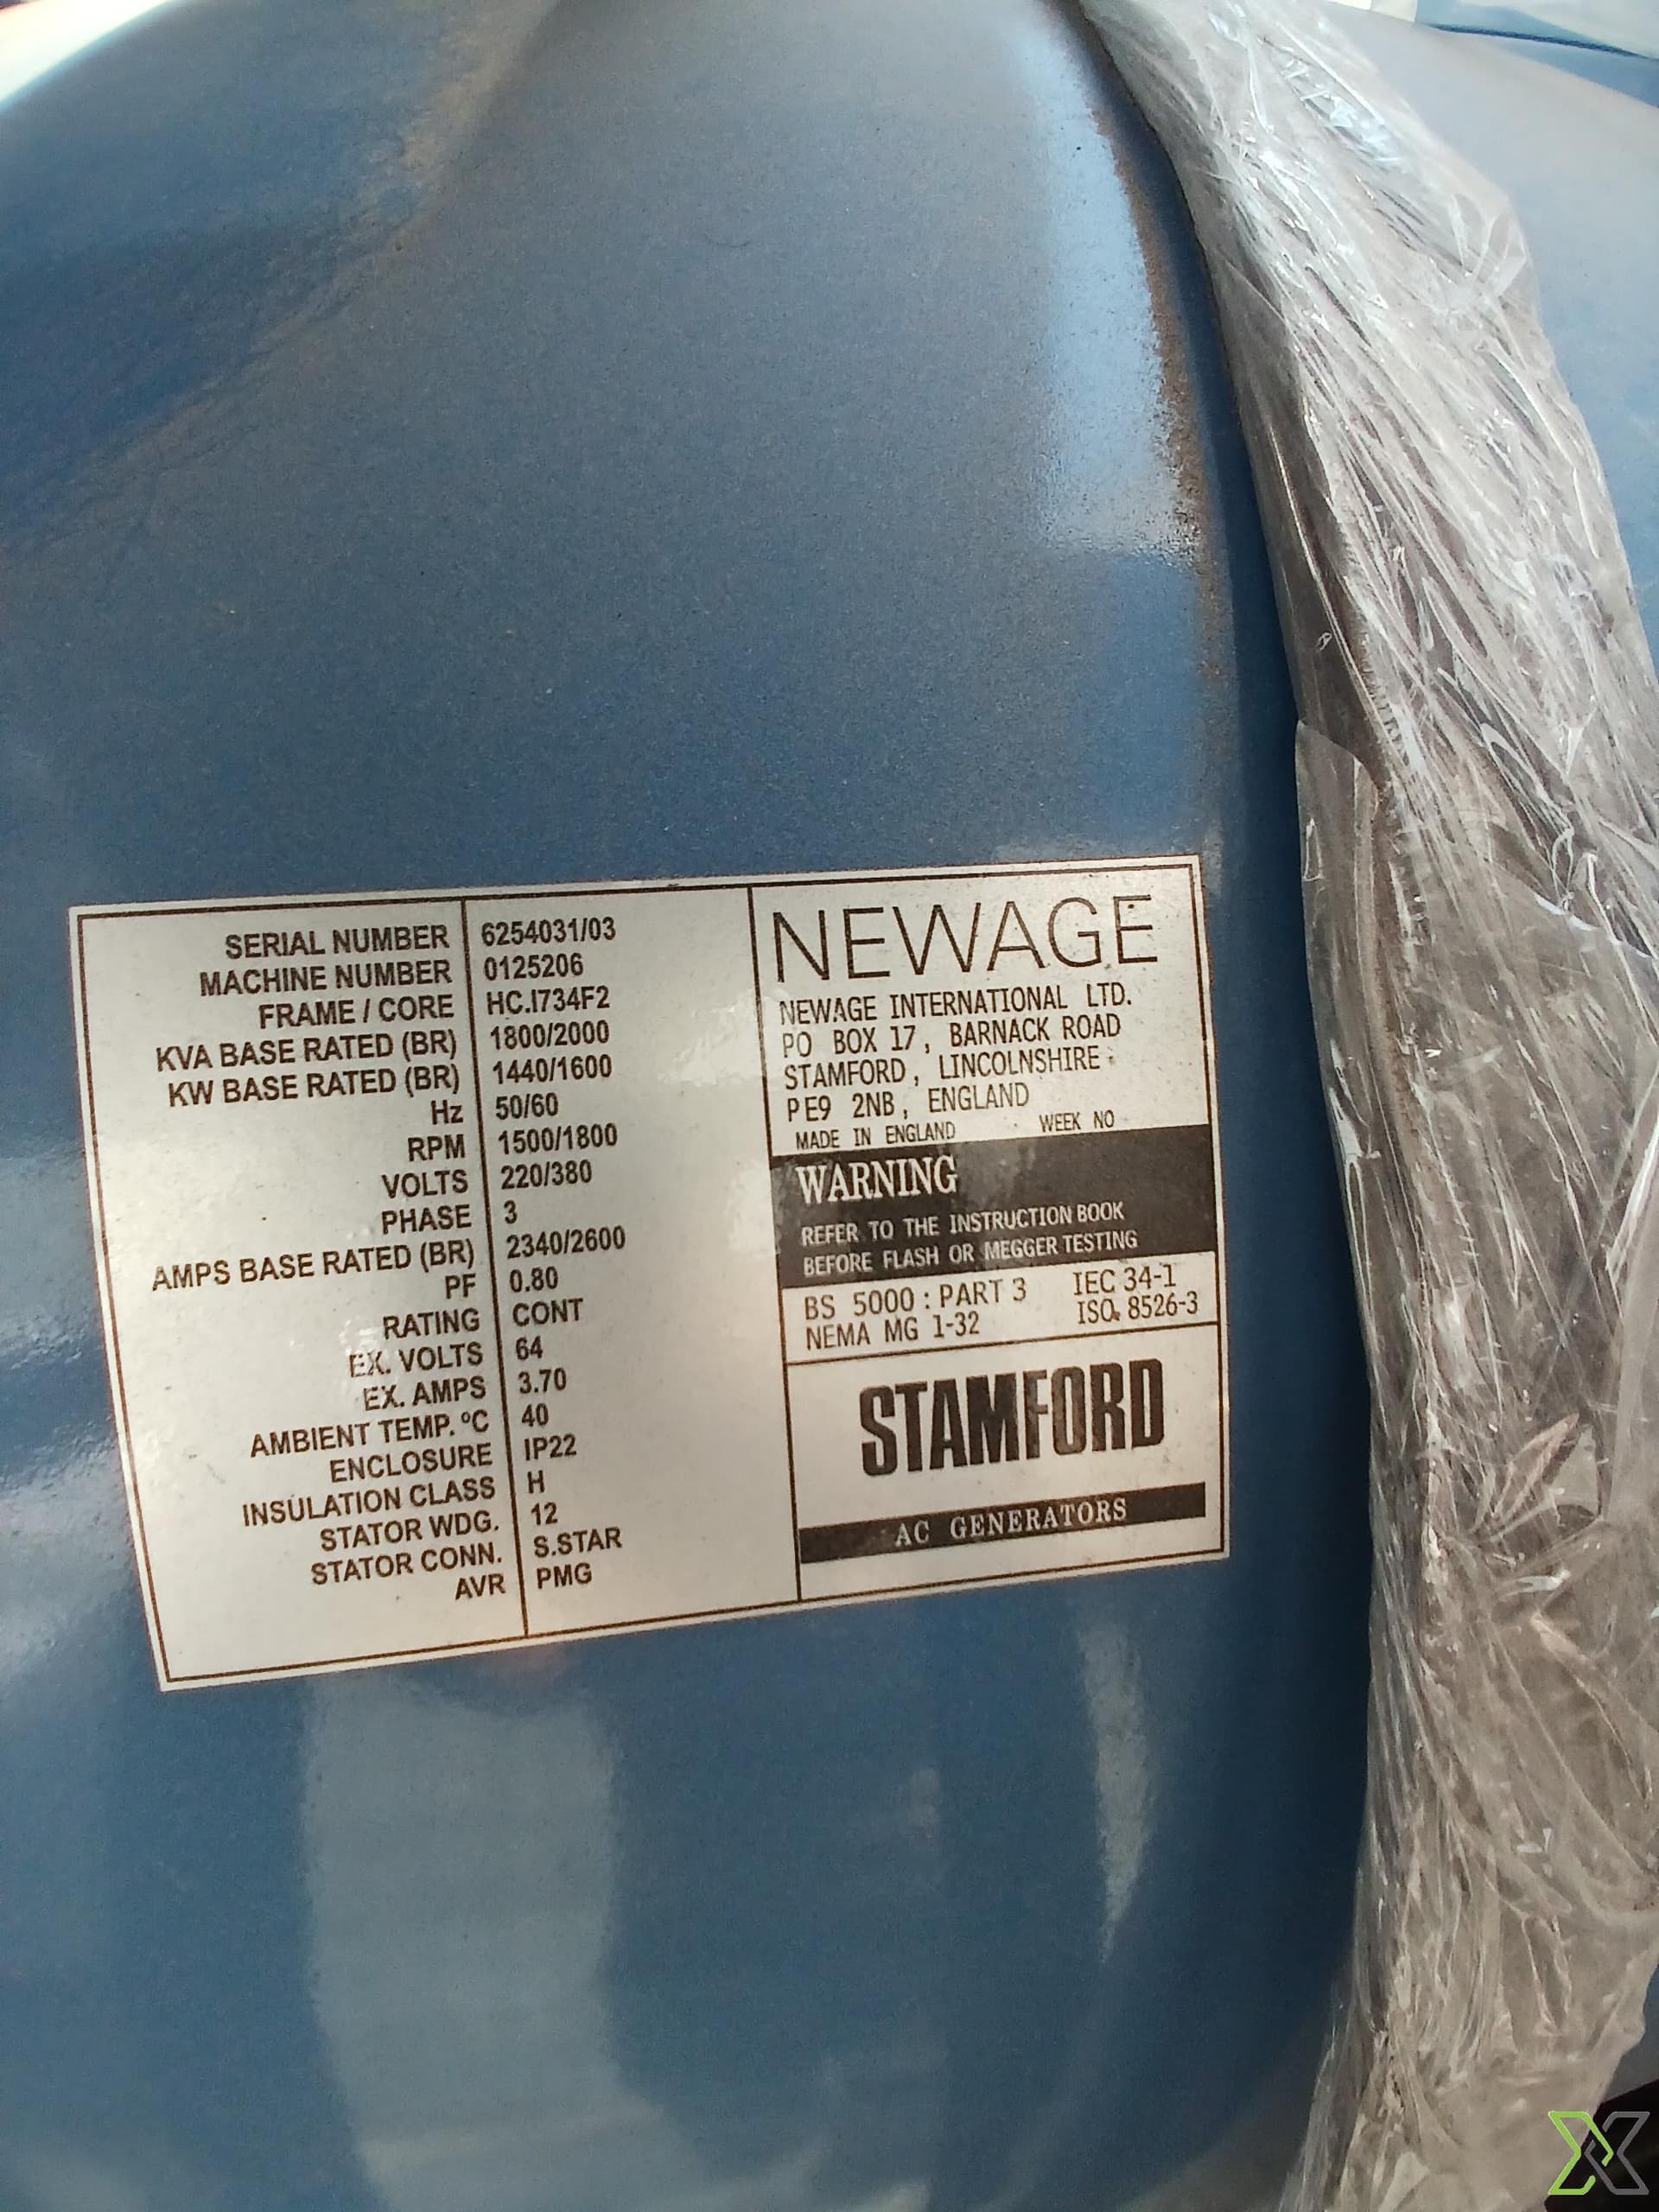 SERIAL NUMBER 6254031/03
MACHINE NUMBER 0125206
FRAME / CORE HC.I734F2
KVA BASE RATED (BR) 1800/2000
KW BASE RATED (BR) 1440/1600
Hz 50/60
RPM 1500/1800
VOLTS 220/380
PHASE 3
AMPS BASE RATED (BR) 2340/2600
PF 0.80
RATING CONT
EX. VOLTS 64
EX. AMPS 3.70
AMBIENT TEMP. ºC 40
ENCLOSURE IP22
INSULATION CLASS H
STATOR WDG. 12
STATOR CONN. S.STAR
AVR PMG
NEWAGE
NEWAGE INTERNATIONAL LTD.
PO BOX 17, BARNACK ROAD
STAMFORD, LINCOLNSHIRE
PE9 2NB, ENGLAND
MADE IN ENGLAND WEEK NO
WARNING
REFER TO THE INSTRUCTION BOOK
BEFORE FLASH OR MEGGER TESTING
BS 5000 : PART 3 IEC 34-1
NEMA MG 1-32 ISO. 8526-3
STAMFORD
AC GENERATORS